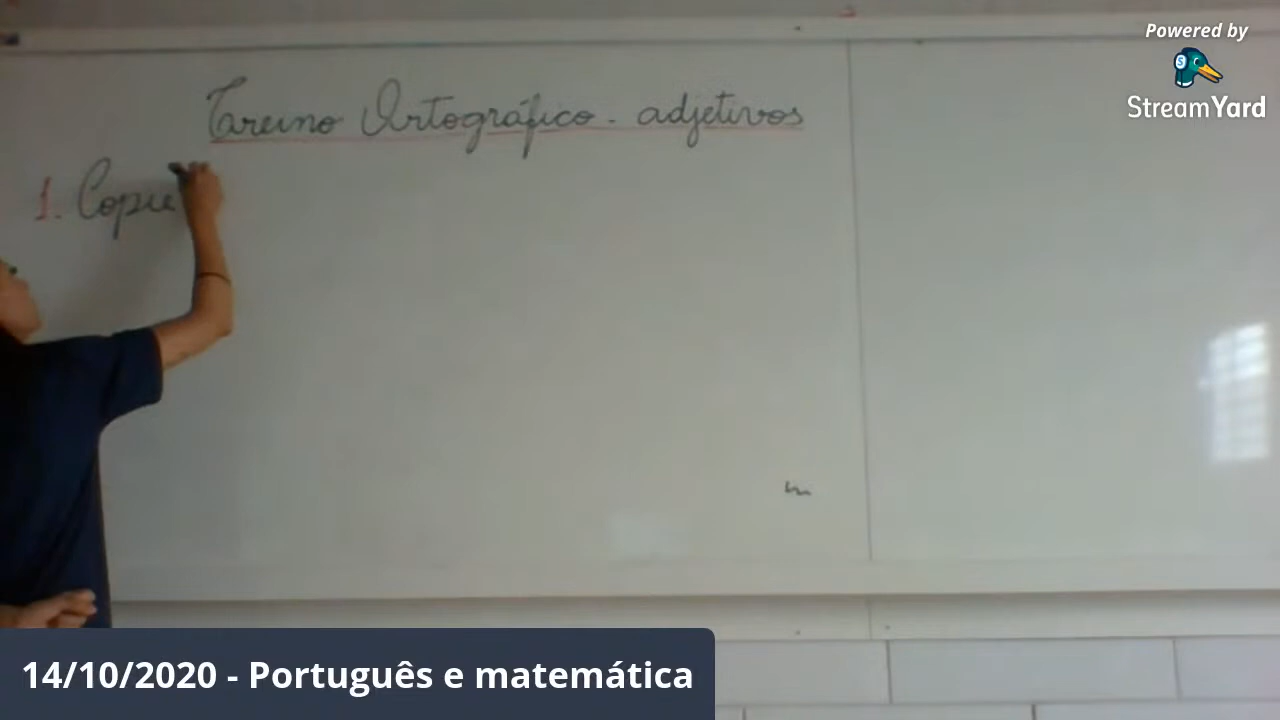 Powered by
StreamYard
Treino Ortográfico - adjetivos
1. Copie
14/10/2020 - Português e matemática